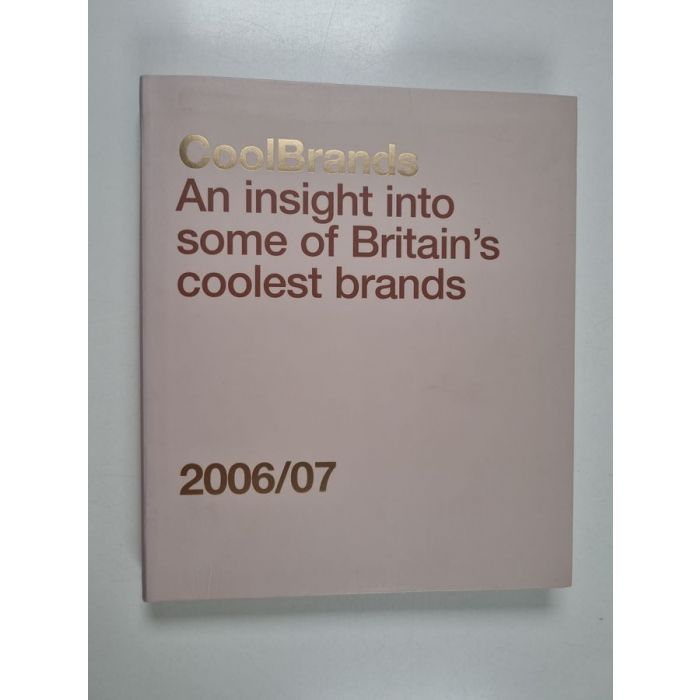 CoolBrands
An insight into
some of Britain's
coolest brands
2006/07